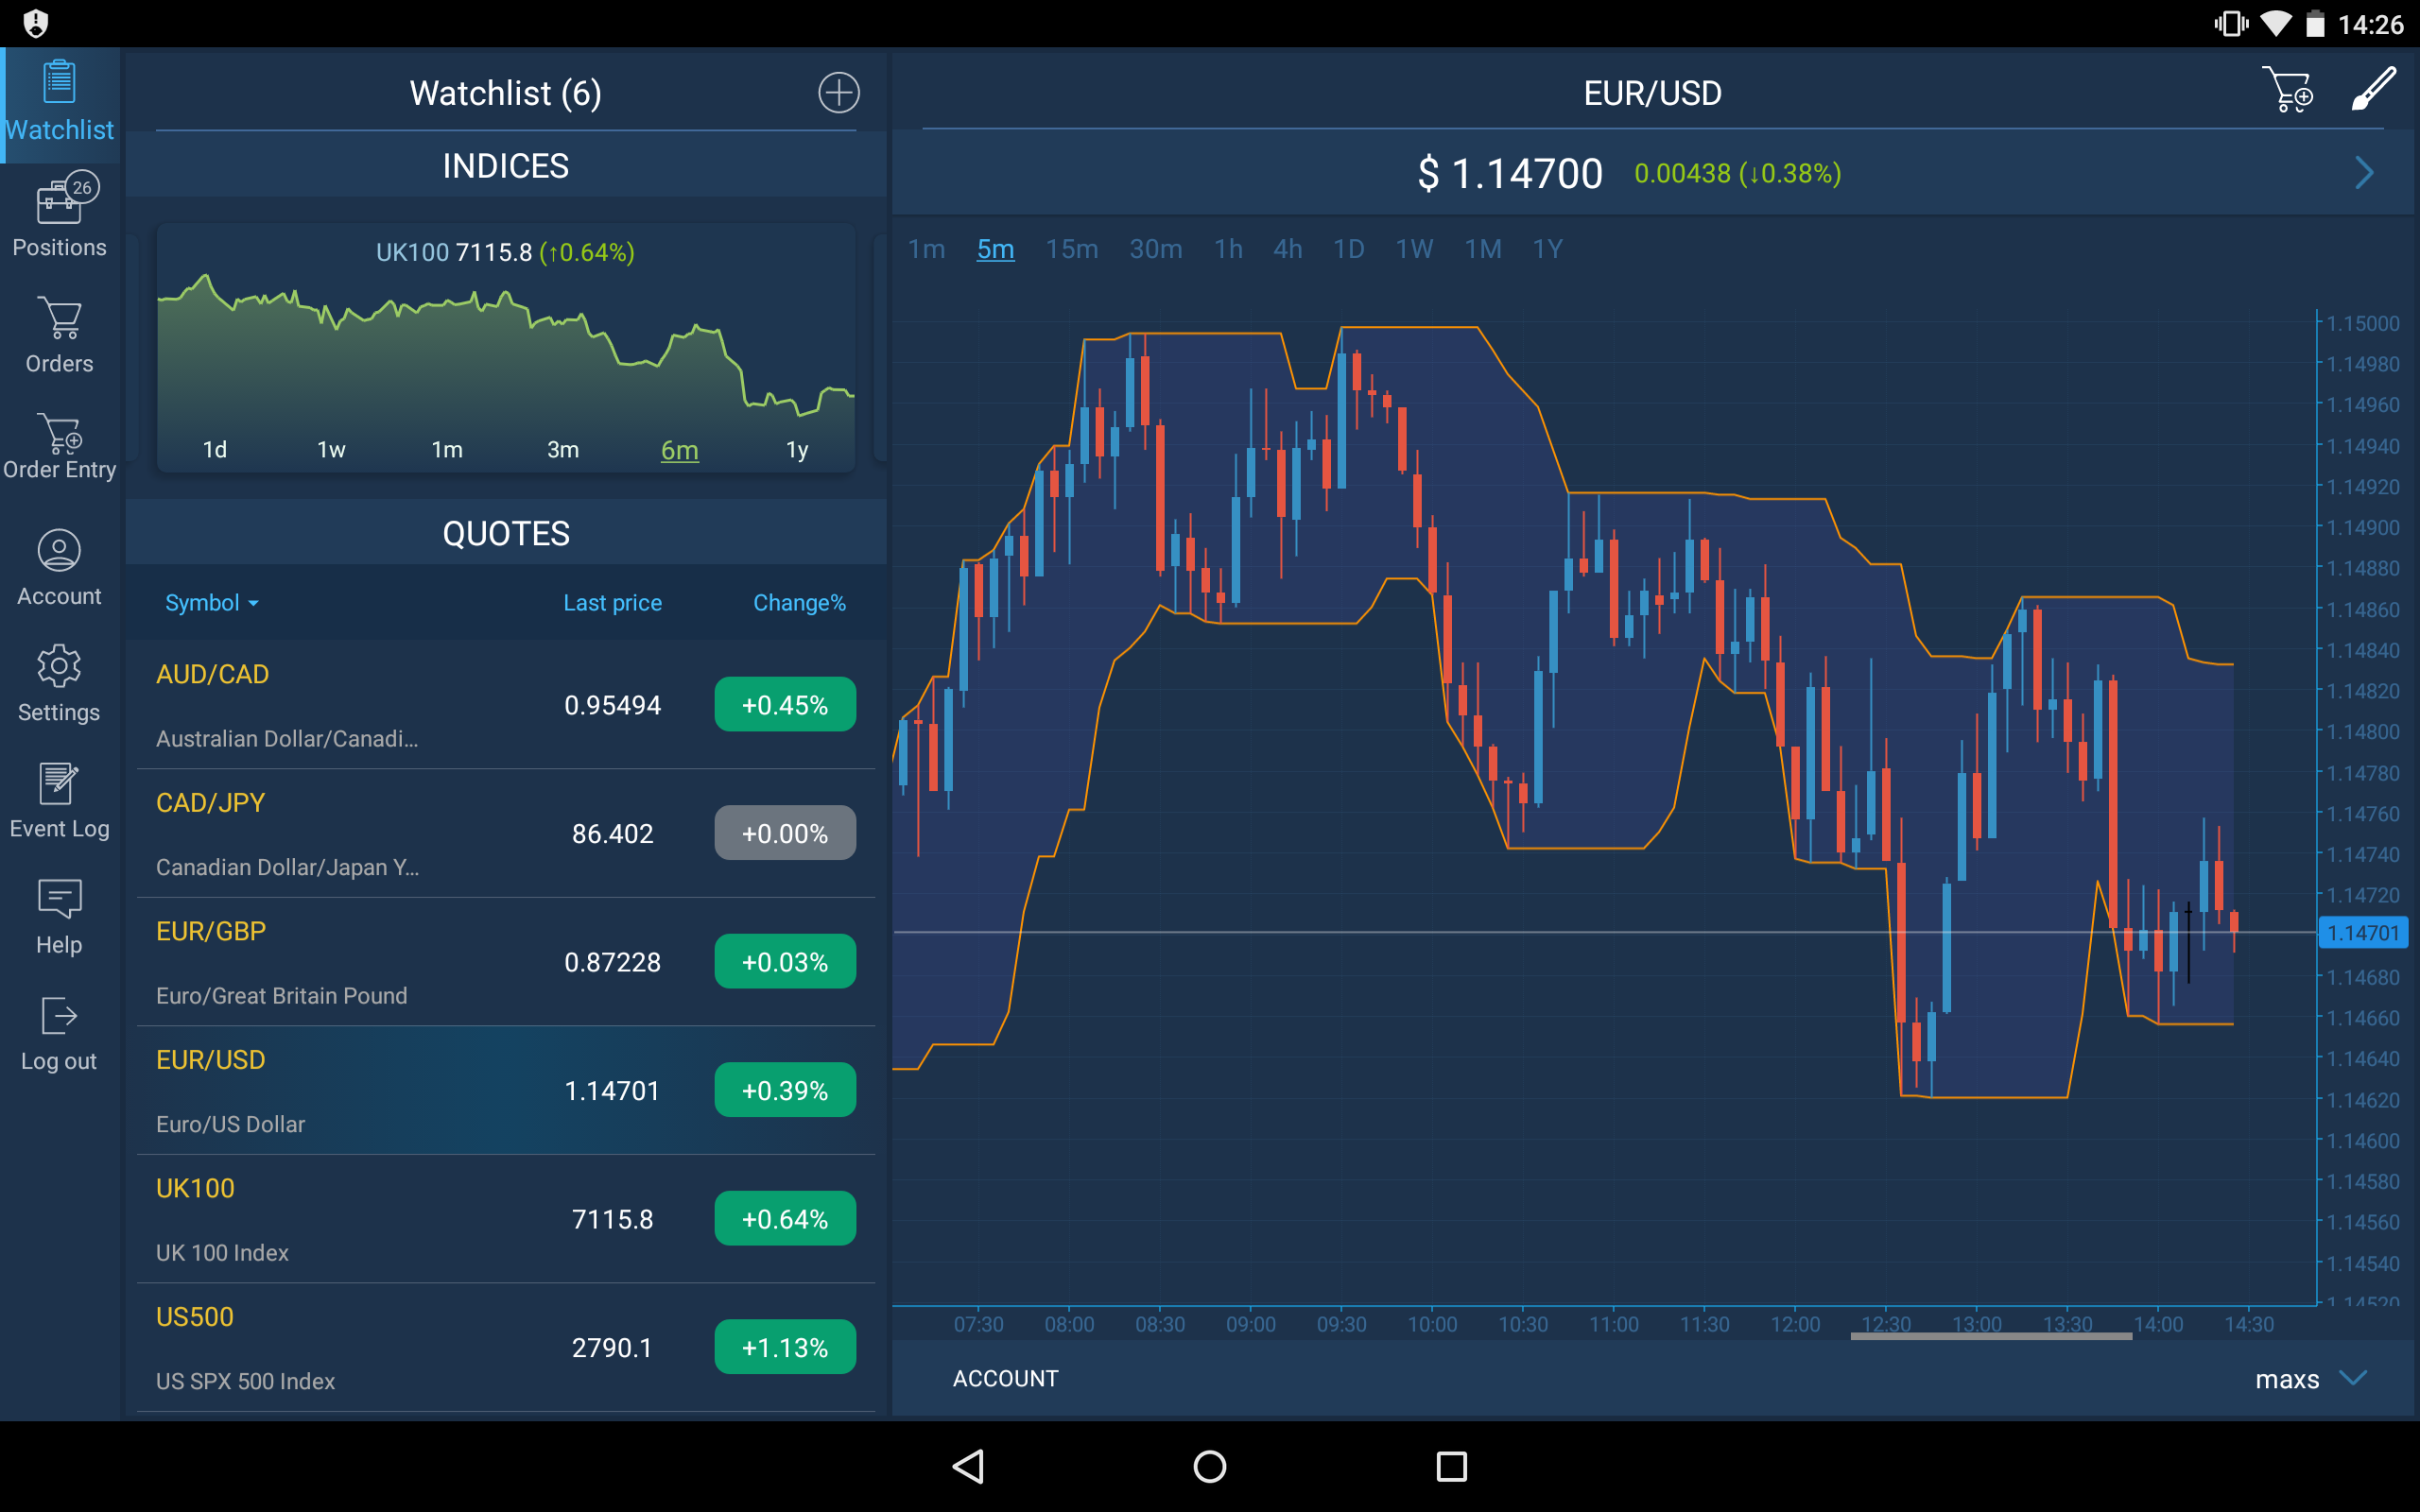 14:26
Watchlist
26
Positions
Orders
Order Entry
Account
Settings
Event Log
Help
Log out
Watchlist (6)
INDICES
UK100 7115.8 (↑0.64%)
1d 1w 1m 3m 6m 1y
QUOTES
Symbol Last price Change%
AUD/CAD
0.95494 +0.45%
Australian Dollar/Canadi...
CAD/JPY
86.402 +0.00%
Canadian Dollar/Japan Y...
EUR/GBP
0.87228 +0.03%
Euro/Great Britain Pound
EUR/USD
1.14701 +0.39%
Euro/US Dollar
UK100
7115.8 +0.64%
UK 100 Index
US500
2790.1 +1.13%
US SPX 500 Index
EUR/USD
$ 1.14700 0.00438 (↓0.38%)
1m 5m 15m 30m 1h 4h 1D 1W 1M 1Y
1.15000
1.14980
1.14960
1.14940
1.14920
1.14900
1.14880
1.14860
1.14840
1.14820
1.14800
1.14780
1.14760
1.14740
1.14720
1.14701
1.14680
1.14660
1.14640
1.14620
1.14600
1.14580
1.14560
1.14540
1.14520
07:30 08:00 08:30 09:00 09:30 10:00 10:30 11:00 11:30 12:00 12:30 13:00 13:30 14:00 14:30
ACCOUNT maxs